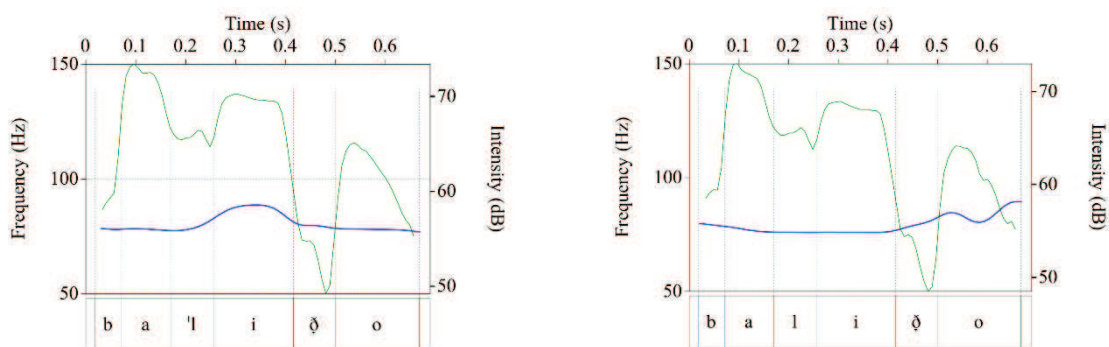 Time (s)
0 0.1 0.2 0.3 0.4 0.5 0.6
150
100
50
Frequency (Hz)
70
60
50
Intensity (dB)
b a ˈl i ð̞ o
Time (s)
0 0.1 0.2 0.3 0.4 0.5 0.6
150
100
50
Frequency (Hz)
70
60
50
Intensity (dB)
b a l i ð̞ o